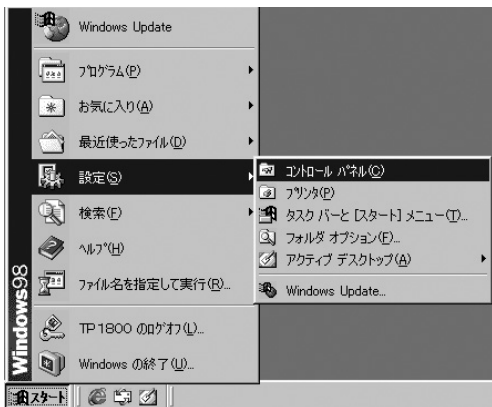 Windows Update
ﾌﾟﾛｸﾞﾗﾑ(P)
お気に入り(A)
最近使ったﾌｧｲﾙ(D)
設定(S)
検索(F)
ﾍﾙﾌﾟ(H)
ファイル名を指定して実行(R)...
TP1800 のﾛｸﾞｵﾌ(L)...
Windows の終了(U)...
Windows98
ｺﾝﾄﾛｰﾙ ﾊﾟﾈﾙ(C)
ﾌﾟﾘﾝﾀ(P)
タスク バーと [スタート] メニュー(T)...
フォルダ オプション(F)...
アクティブ デスクトップ(A)
Windows Update...
ｽﾀｰﾄ